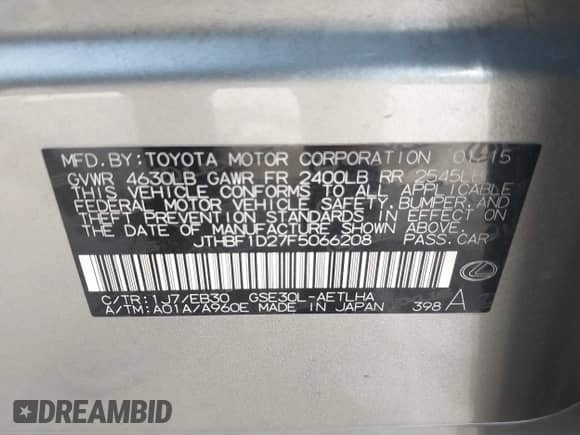 MFD.BY:TOYOTA MOTOR CORPORATION 01/15
GVWR 4630LB GAWR FR 2400LB RR 2545LB
THIS VEHICLE CONFORMS TO ALL APPLICABLE
FEDERAL MOTOR VEHICLE SAFETY,BUMPER,AND
THEFT PREVENTION STANDARDS IN EFFECT ON
THE DATE OF MANUFACTURE SHOWN ABOVE.
JTHBF1D27F5066208 PASS.CAR
C/TR:1J7/EB30 GSE30L-AETLHA
A/TM:A01A/A960E MADE IN JAPAN 398 A
DREAMBID